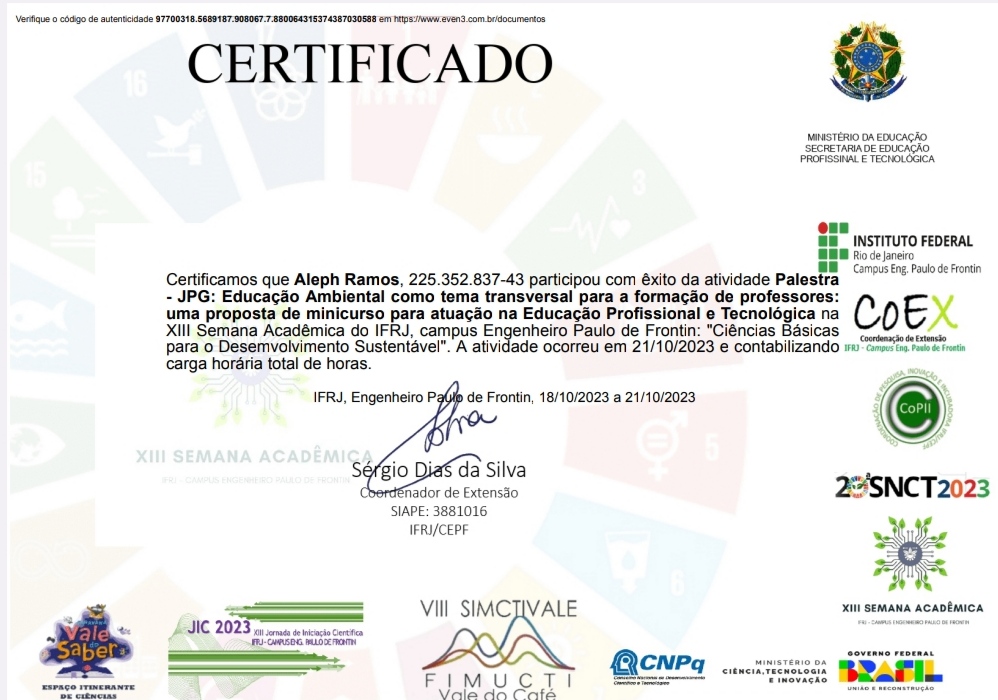 Verifique o código de autenticidade 97700318.5689187.908067.7.880064315374387030588 em https://www.even3.com.br/documentos
CERTIFICADO
MINISTÉRIO DA EDUCAÇÃO
SECRETARIA DE EDUCAÇÃO
PROFISSINAL E TECNOLÓGICA
16
15
3
5
6
INSTITUTO FEDERAL
Rio de Janeiro
Campus Eng. Paulo de Frontin
Certificamos que Aleph Ramos, 225.352.837-43 participou com êxito da atividade Palestra
- JPG: Educação Ambiental como tema transversal para a formação de professores:
uma proposta de minicurso para atuação na Educação Profissional e Tecnológica na
XIII Semana Acadêmica do IFRJ, campus Engenheiro Paulo de Frontin: "Ciências Básicas
para o Desemvolvimento Sustentável". A atividade ocorreu em 21/10/2023 e contabilizando
carga horária total de horas.
IFRJ, Engenheiro Paulo de Frontin, 18/10/2023 a 21/10/2023
CoEX
Coordenação de Extensão
IFRJ - Campus Eng. Paulo de Frontin
CoPII
XIII SEMANA ACADÊMICA
IFRJ - CAMPUS ENGENHEIRO PAULO DE FRONTIN
Sérgio Dias da Silva
Coordenador de Extensão
SIAPE: 3881016
IFRJ/CEPF
20ªSNCT2023
XIII SEMANA ACADÊMICA
IFRJ - CAMPUS ENGENHEIRO PAULO DE FRONTIN
Vale do
Saber
ESPAÇO ITINERANTE
DE CIÊNCIAS
JIC 2023 XIII Jornada de Iniciação Científica
IFRJ - CAMPUS ENG. PAULO DE FRONTIN
VIII SIMCTIVALE
FIMUCTI
Vale do Café
CNPq
Conselho Nacional de Desenvolvimento
Científico e Tecnológico
MINISTÉRIO DA
CIÊNCIA, TECNOLOGIA
E INOVAÇÃO
GOVERNO FEDERAL
BRASIL
UNIÃO E RECONSTRUÇÃO